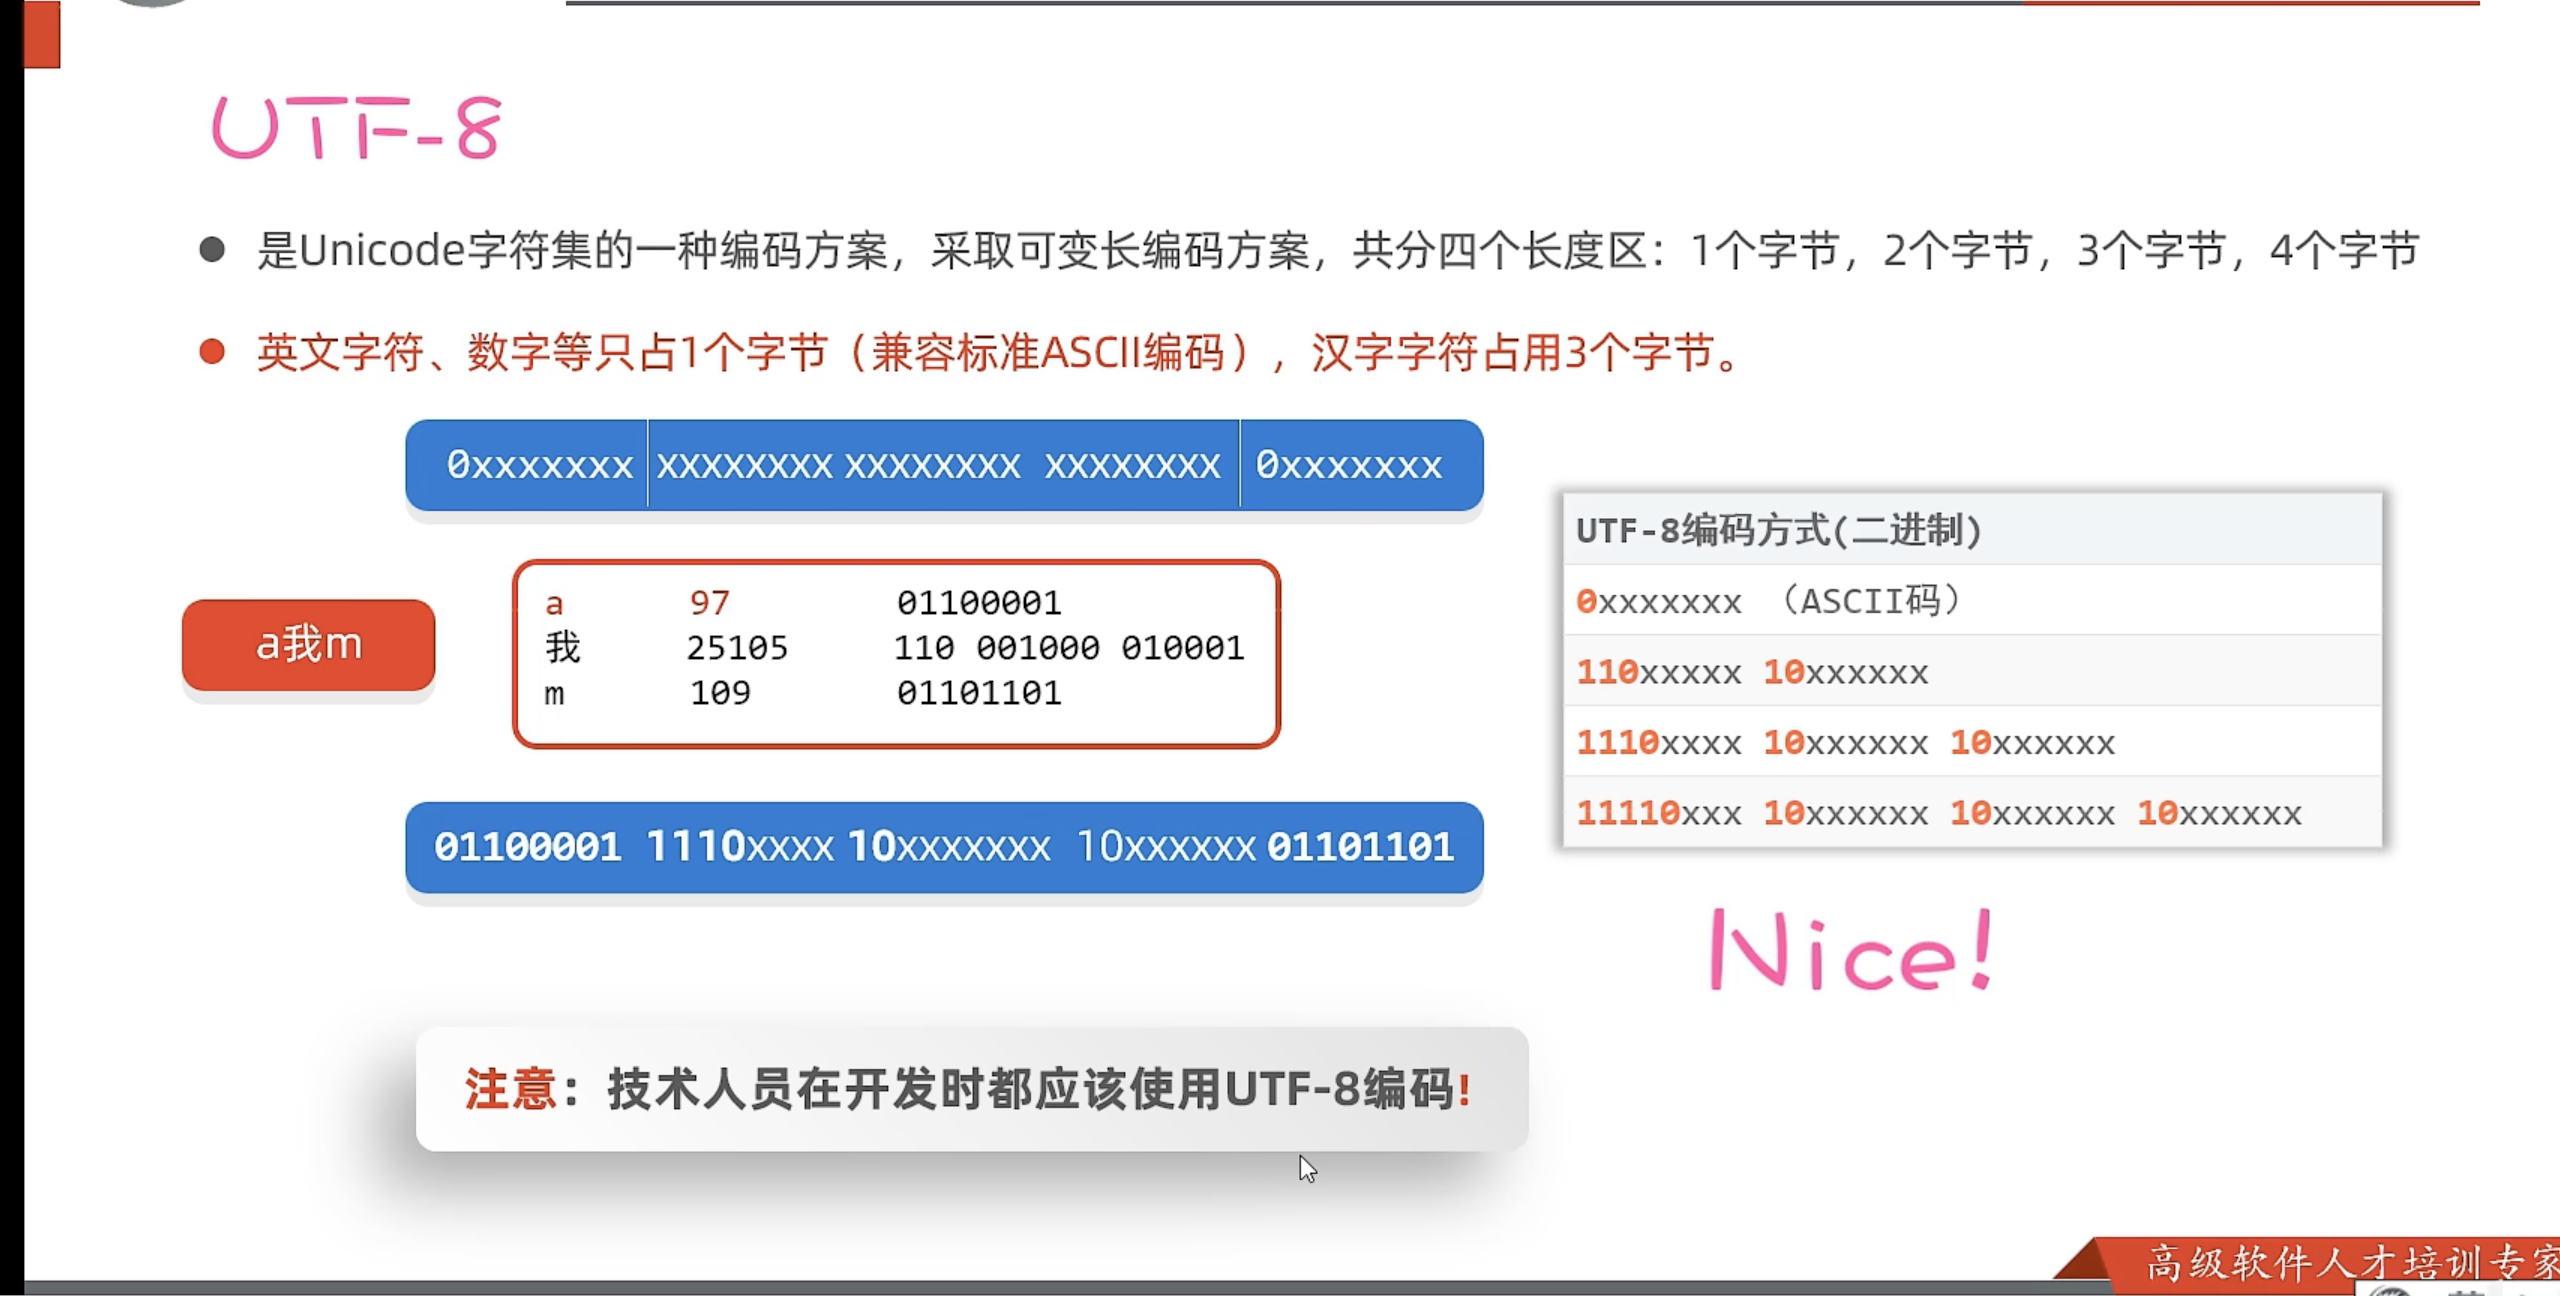 UTF-8
是Unicode字符集的一种编码方案，采取可变长编码方案，共分四个长度区：1个字节，2个字节，3个字节，4个字节
英文字符、数字等只占1个字节（兼容标准ASCII编码），汉字字符占用3个字节。
0xxxxxxx xxxxxxxx xxxxxxxx xxxxxxxx 0xxxxxxx
a我m
a 97 01100001
我 25105 110 001000 010001
m 109 01101101
01100001 1110xxxx 10xxxxxxx 10xxxxxx 01101101
UTF-8编码方式(二进制)
0xxxxxxx （ASCII码）
110xxxxx 10xxxxxx
1110xxxx 10xxxxxx 10xxxxxx
11110xxx 10xxxxxx 10xxxxxx 10xxxxxx
Nice!
注意：技术人员在开发时都应该使用UTF-8编码!
高级软件人才培训专家